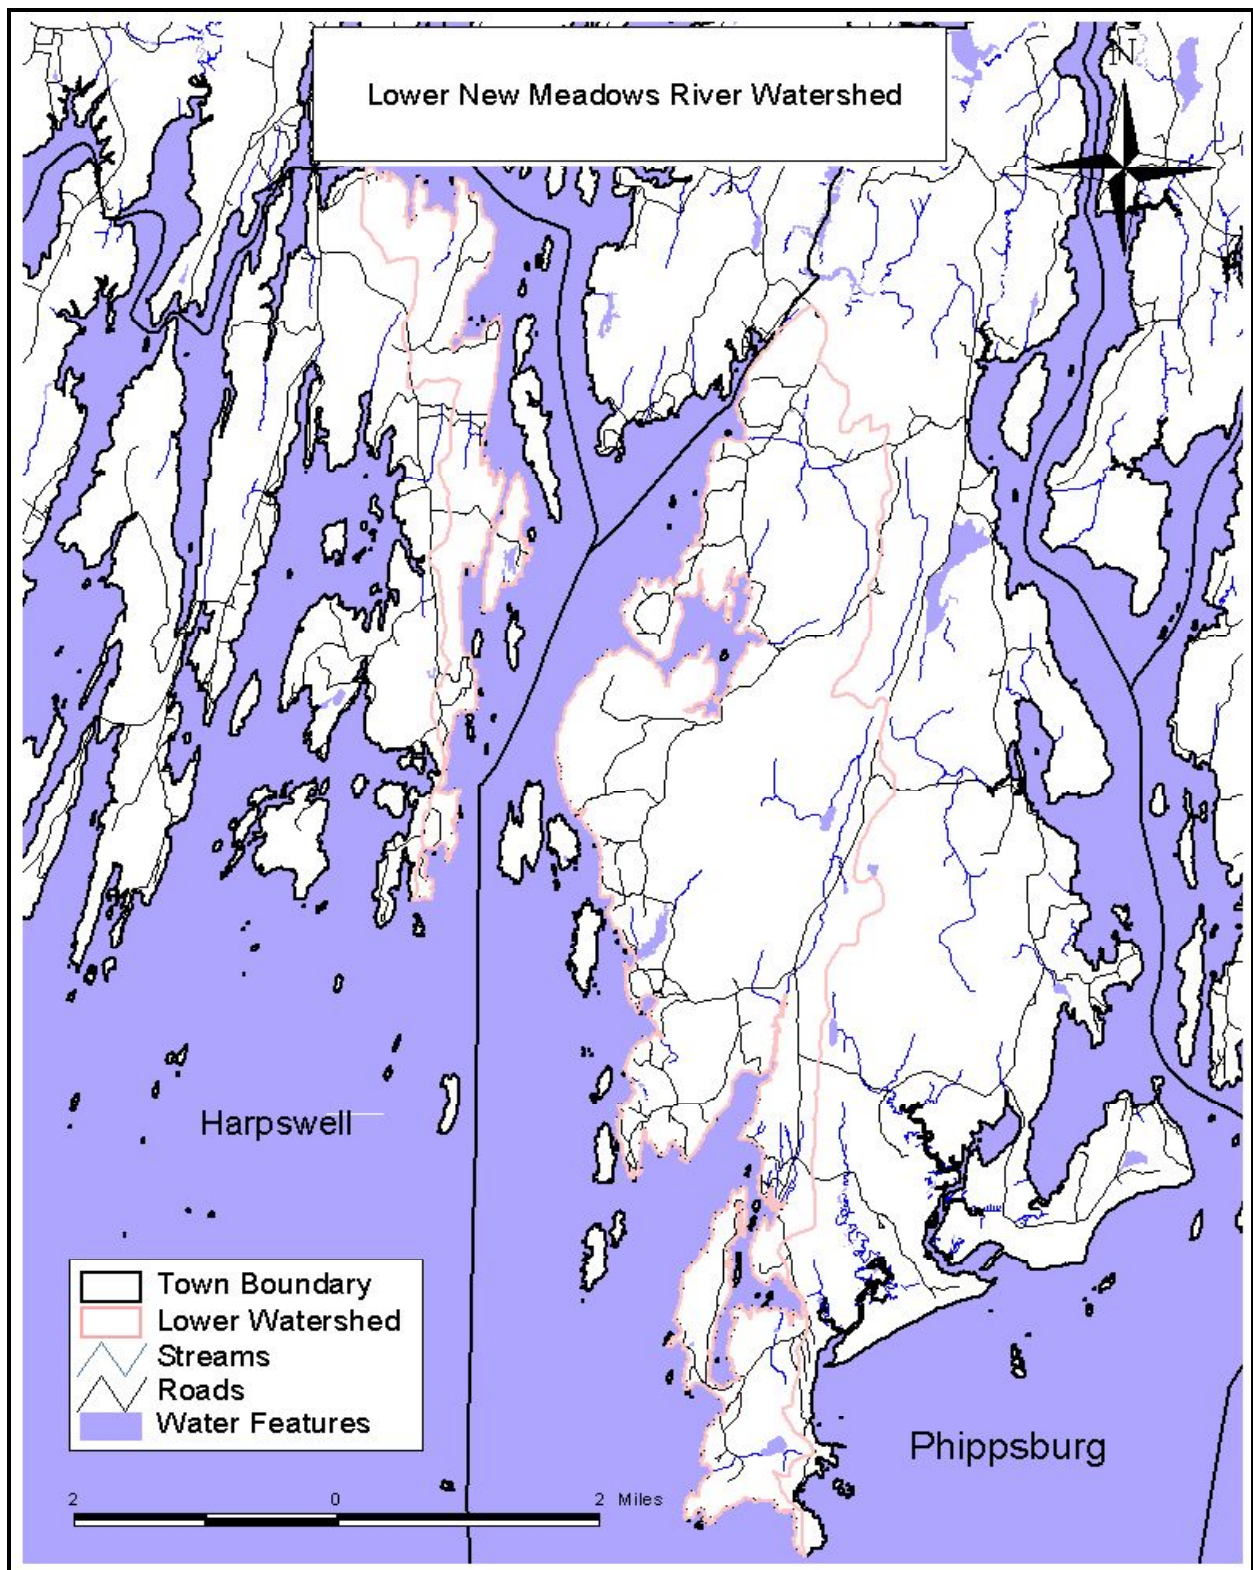 N
Lower New Meadows River Watershed
Harpswell
Town Boundary
Lower Watershed
Streams
Roads
Water Features
Phippsburg
2 0 2 Miles